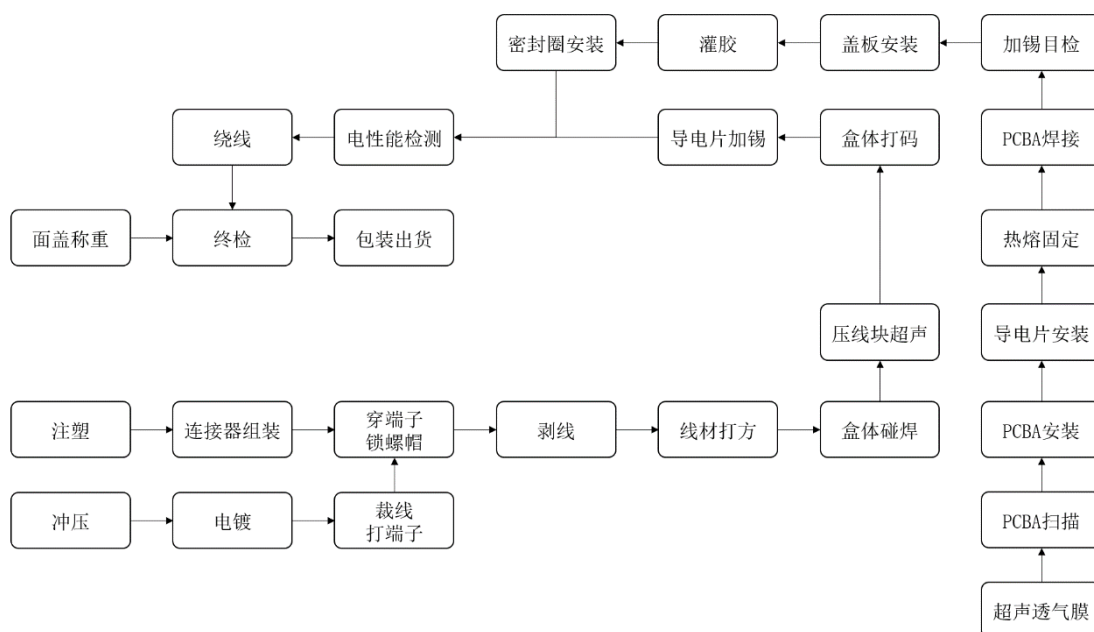 密封圈安装
灌胶
盖板安装
加锡目检
绕线
电性能检测
导电片加锡
盒体打码
PCBA焊接
面盖称重
终检
包装出货
热熔固定
压线块超声
导电片安装
注塑
连接器组装
穿端子
锁螺帽
剥线
线材打方
盒体碰焊
PCBA安装
冲压
电镀
裁线
打端子
PCBA扫描
超声透气膜